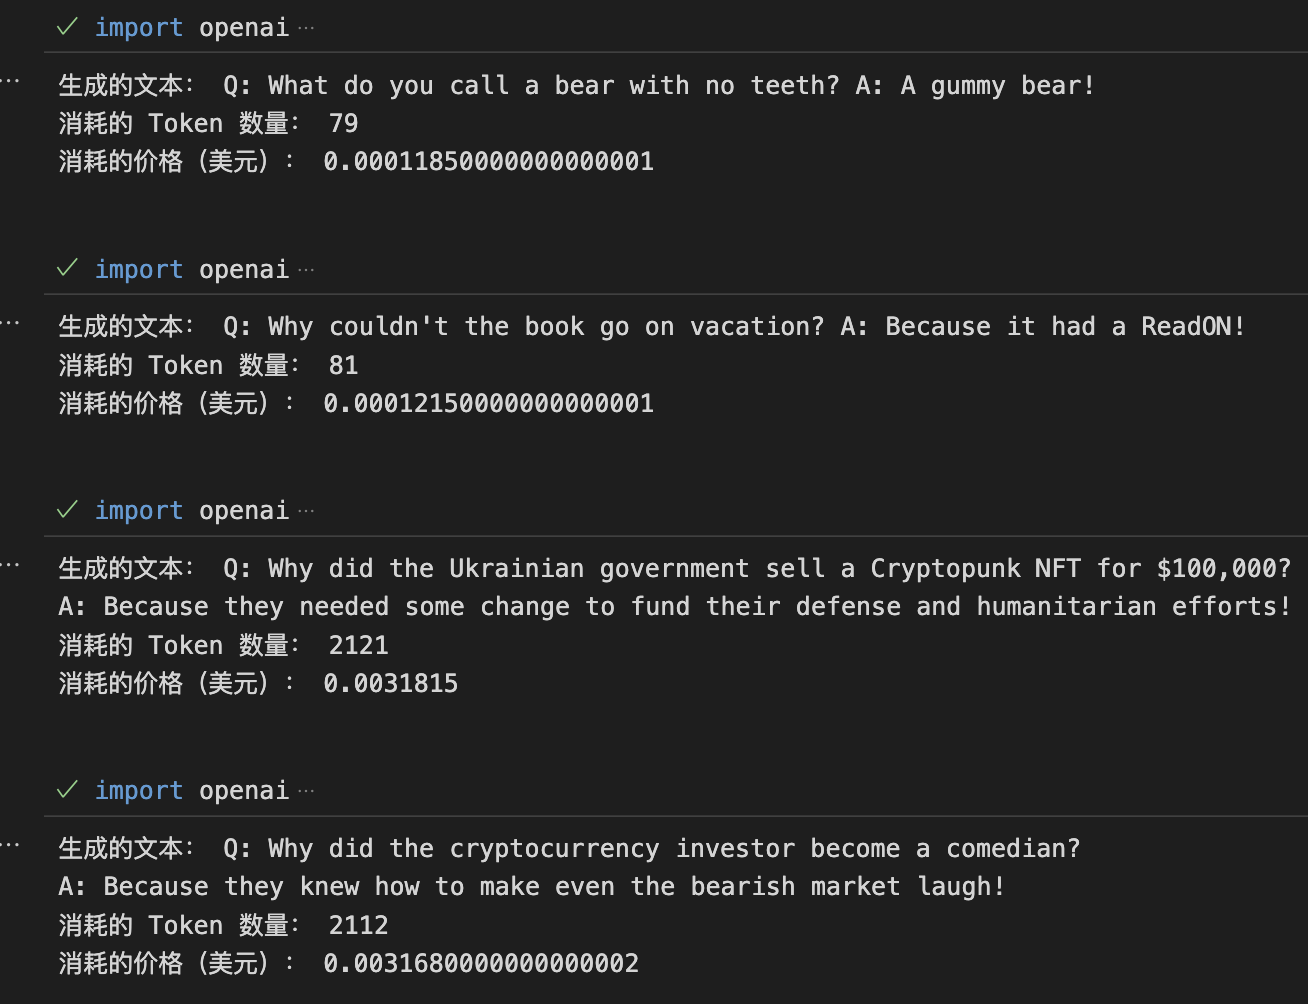 import openai ...
生成的文本： Q: What do you call a bear with no teeth? A: A gummy bear!
消耗的 Token 数量： 79
消耗的价格（美元）： 0.00011850000000000001
import openai ...
生成的文本： Q: Why couldn't the book go on vacation? A: Because it had a ReadON!
消耗的 Token 数量： 81
消耗的价格（美元）： 0.00012150000000000001
import openai ...
生成的文本： Q: Why did the Ukrainian government sell a Cryptopunk NFT for $100,000?
A: Because they needed some change to fund their defense and humanitarian efforts!
消耗的 Token 数量： 2121
消耗的价格（美元）： 0.0031815
import openai ...
生成的文本： Q: Why did the cryptocurrency investor become a comedian?
A: Because they knew how to make even the bearish market laugh!
消耗的 Token 数量： 2112
消耗的价格（美元）： 0.0031680000000000002